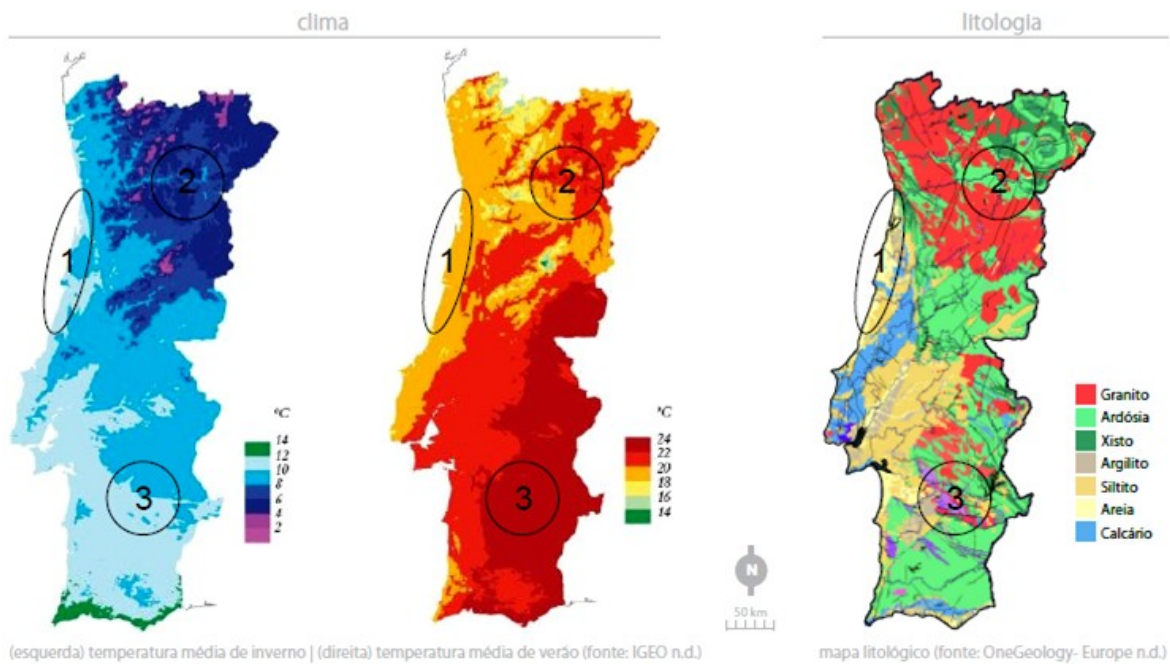 clima
litologia
1
2
3
ºC
14
12
10
8
6
4
2
1
2
3
ºC
24
22
20
18
16
14
N
50 km
1
2
3
Granito
Ardósia
Xisto
Argilito
Siltito
Areia
Calcário
(esquerda) temperatura média de inverno | (direita) temperatura média de verão (fonte: IGEO n.d.)
mapa litológico (fonte: OneGeology- Europe n.d.)